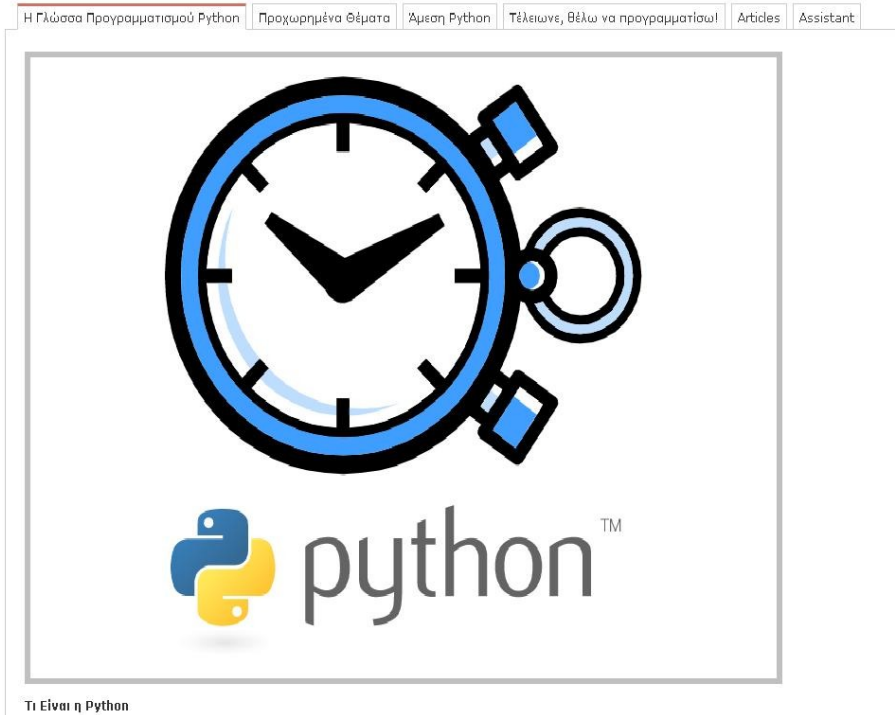 Η Γλώσσα Προγραμματισμού Python Προχωρημένα Θέματα Άμεση Python Τέλειωνε, θέλω να προγραμματίσω! Articles Assistant
python™
Τι Είναι η Python